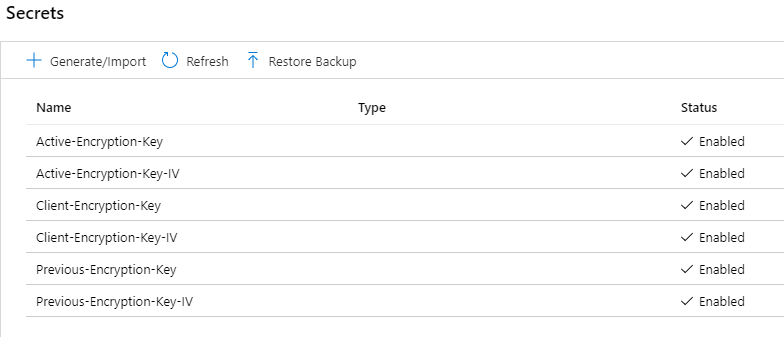 Secrets
Generate/Import Refresh Restore Backup
Name Type Status
Active-Encryption-Key Enabled
Active-Encryption-Key-IV Enabled
Client-Encryption-Key Enabled
Client-Encryption-Key-IV Enabled
Previous-Encryption-Key Enabled
Previous-Encryption-Key-IV Enabled